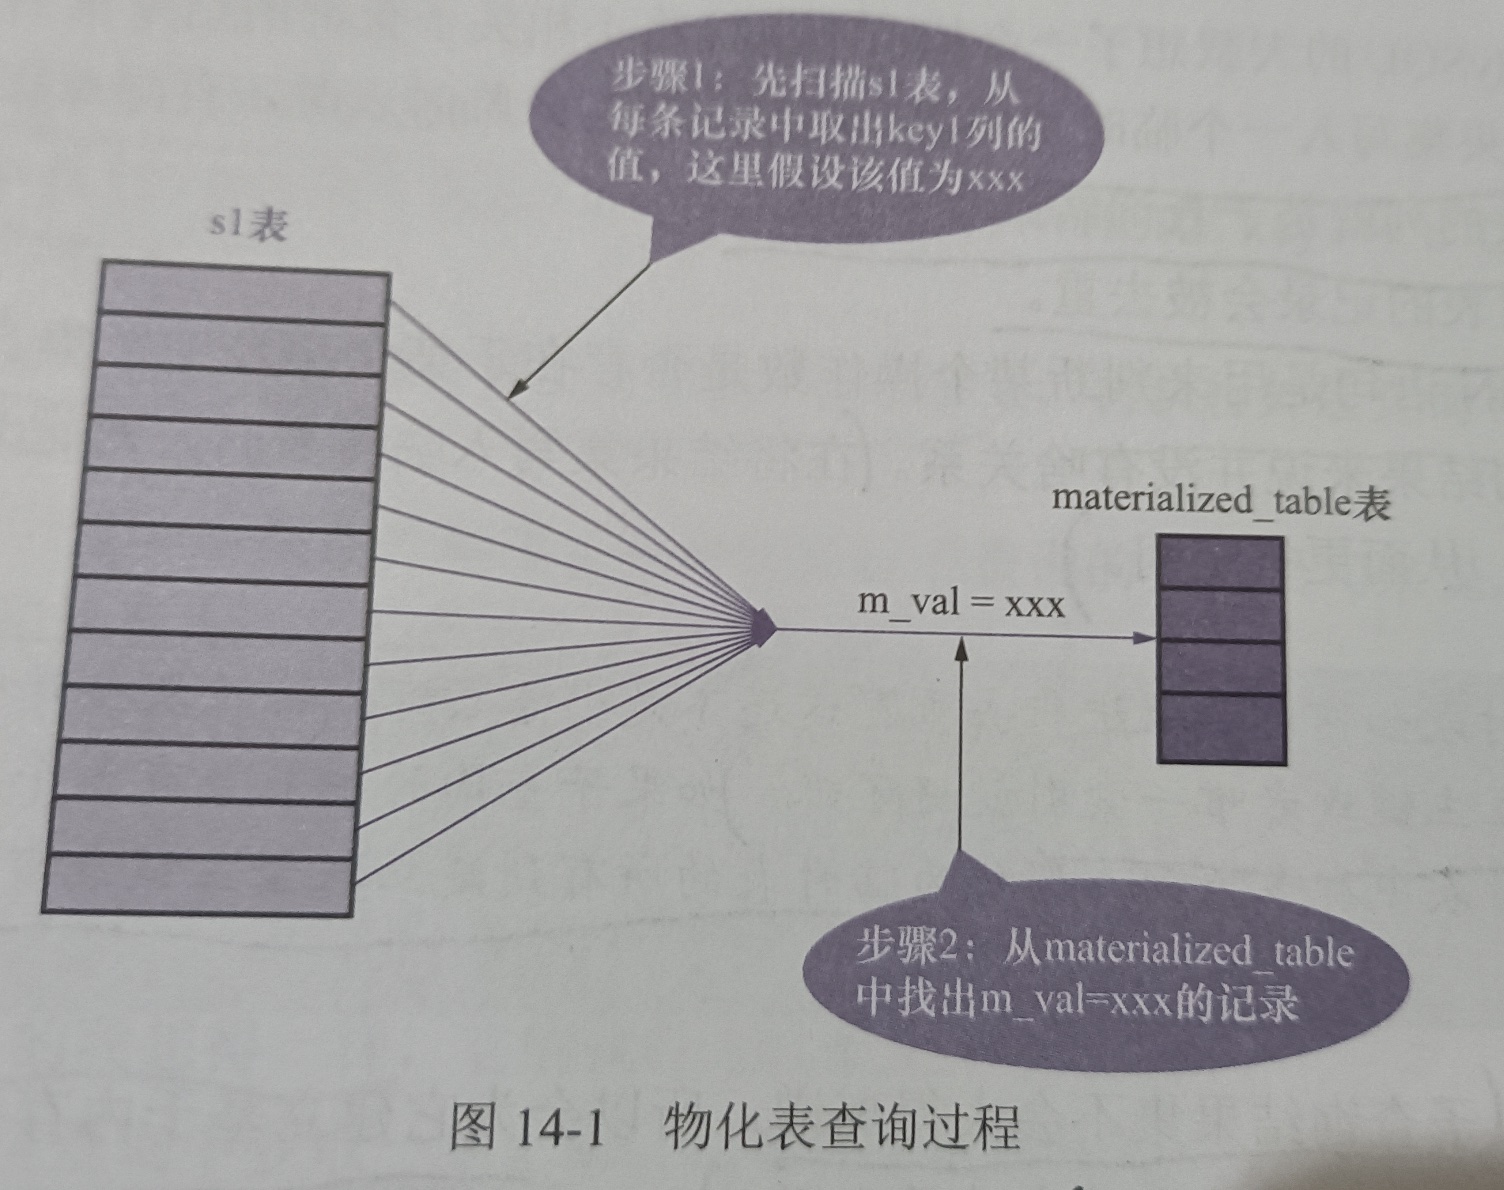 步骤1：先扫描s1表，从
每条记录中取出key1列的
值，这里假设该值为xxx
s1表
materialized_table表
m_val = xxx
步骤2：从materialized_table
中找出m_val=xxx的记录
图 14-1 物化表查询过程